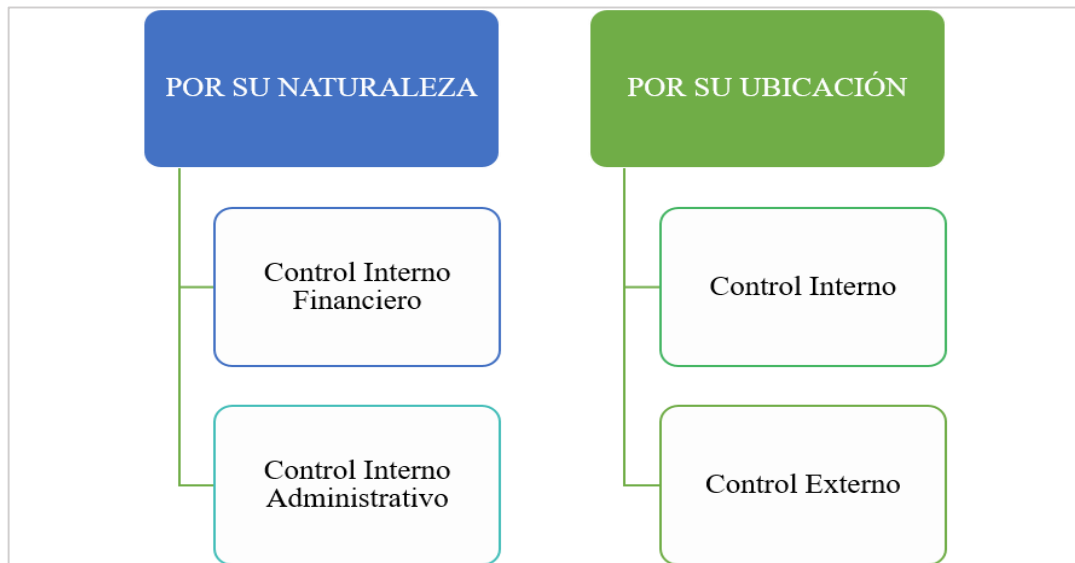 POR SU NATURALEZA
Control Interno
Financiero
Control Interno
Administrativo
POR SU UBICACIÓN
Control Interno
Control Externo